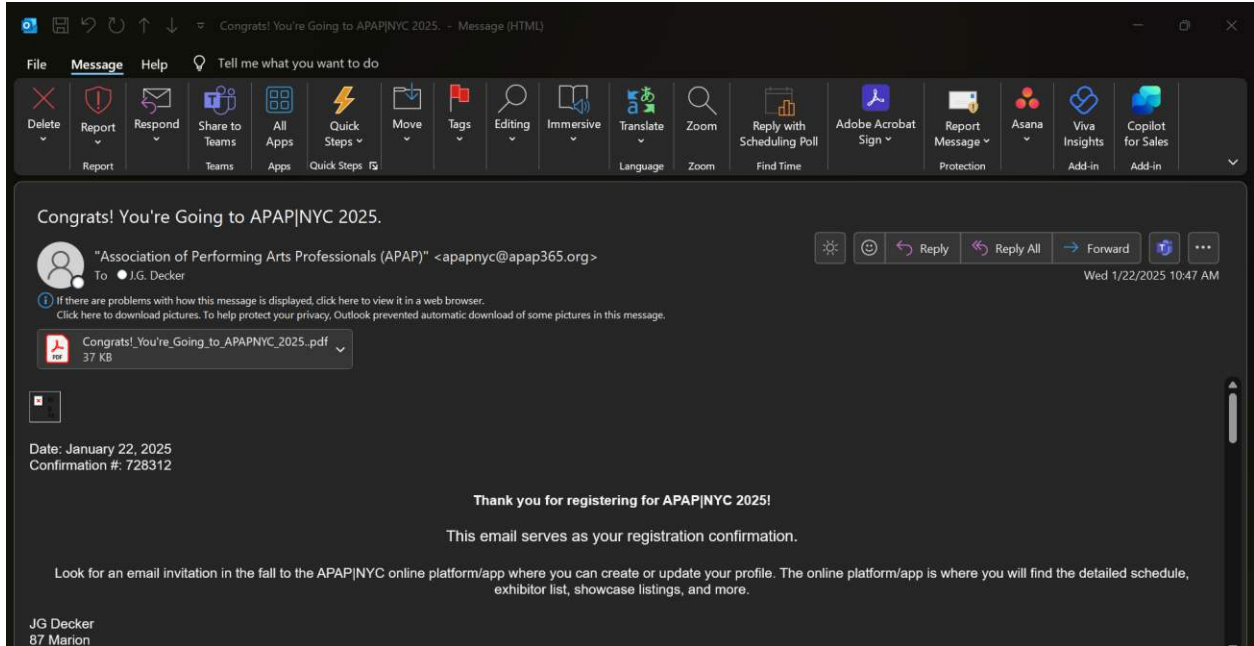 Congrats! You're Going to APAP|NYC 2025. - Message (HTML)
File Message Help Tell me what you want to do
Delete Report Respond Share to Teams All Apps Quick Steps Move Tags Editing Immersive Translate Zoom Reply with Scheduling Poll Adobe Acrobat Sign Report Message Asana Viva Insights Copilot for Sales
Report Teams Apps Quick Steps Language Zoom Find Time Protection Add-in Add-in
Congrats! You're Going to APAP|NYC 2025.
"Association of Performing Arts Professionals (APAP)" <apapnyc@apap365.org>
Reply Reply All Forward
To J.G. Decker
Wed 1/22/2025 10:47 AM
If there are problems with how this message is displayed, click here to view it in a web browser.
Click here to download pictures. To help protect your privacy, Outlook prevented automatic download of some pictures in this message.
Congrats!_You're_Going_to_APAPNYC_2025..pdf
37 KB
Date: January 22, 2025
Confirmation #: 728312
Thank you for registering for APAP|NYC 2025!
This email serves as your registration confirmation.
Look for an email invitation in the fall to the APAP|NYC online platform/app where you can create or update your profile. The online platform/app is where you will find the detailed schedule,
exhibitor list, showcase listings, and more.
JG Decker
87 Marion